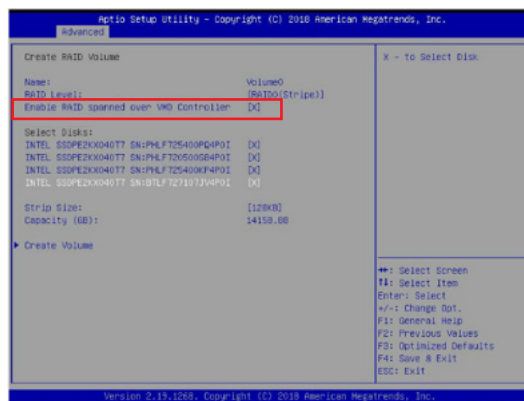 Aptio Setup Utility - Copyright (C) 2018 American Megatrends, Inc.
Advanced
Create RAID Volume
Name: Volume0
RAID Level: [RAID0(Stripe)]
Enable RAID spanned over VMD Controller [X]
Select Disks:
INTEL SSDPE2KX040T7 SN:PHLF725400PQ4P0I [X]
INTEL SSDPE2KX040T7 SN:PHLF720500S84P0I [X]
INTEL SSDPE2KX040T7 SN:PHLF725400KP4P0I [X]
INTEL SSDPE2KX040T7 SN:BTLF727107JV4P0I [X]
Strip Size: [128KB]
Capacity (GB): 14159.88
Create Volume
X - to Select Disk
: Select Screen
↑↓: Select Item
Enter: Select
+/-: Change Opt.
F1: General Help
F2: Previous Values
F3: Optimized Defaults
F4: Save & Exit
ESC: Exit
Version 2.19.1268. Copyright (C) 2018 American Megatrends, Inc.